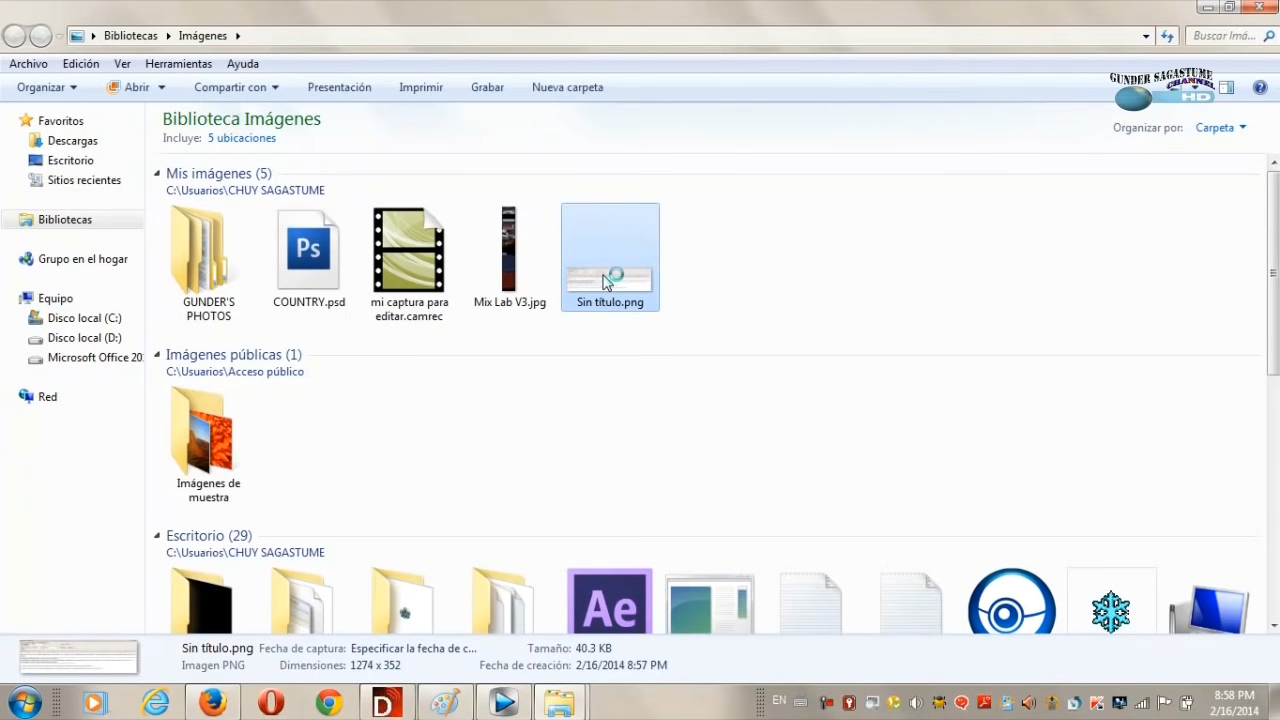 Bibliotecas
Imágenes
Buscar Imá...
Archivo
Edición
Ver
Herramientas
Ayuda
GUNDER SAGASTUME
CHANNEL
HD
Organizar
Abrir
Compartir con
Presentación
Imprimir
Grabar
Nueva carpeta
Favoritos
Descargas
Escritorio
Sitios recientes
Bibliotecas
Grupo en el hogar
Equipo
Disco local (C:)
Disco local (D:)
Microsoft Office 20
Red
Biblioteca Imágenes
Incluye: 5 ubicaciones
Organizar por: Carpeta
Mis imágenes (5)
C:\Usuarios\CHUY SAGASTUME
GUNDER'S
PHOTOS
Ps
COUNTRY.psd
mi captura para
editar.camrec
Mix Lab V3.jpg
Sin título.png
Imágenes públicas (1)
C:\Usuarios\Acceso público
Imágenes de
muestra
Escritorio (29)
C:\Usuarios\CHUY SAGASTUME
Ae
Sin título.png
Imagen PNG
Fecha de captura: Especificar la fecha de c...
Dimensiones: 1274 x 352
Tamaño: 40.3 KB
Fecha de creación: 2/16/2014 8:57 PM
D
EN
8:58 PM
2/16/2014